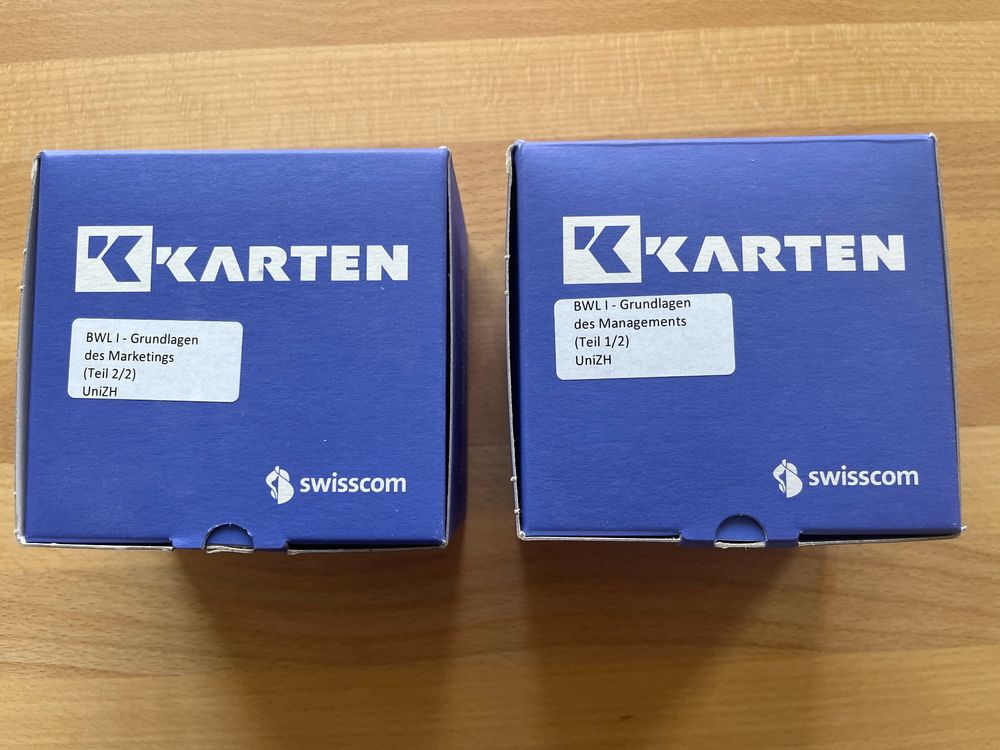 K KARTEN
BWL I - Grundlagen
des Marketings
(Teil 2/2)
UniZH
swisscom
K KARTEN
BWL I - Grundlagen
des Managements
(Teil 1/2)
UniZH
swisscom